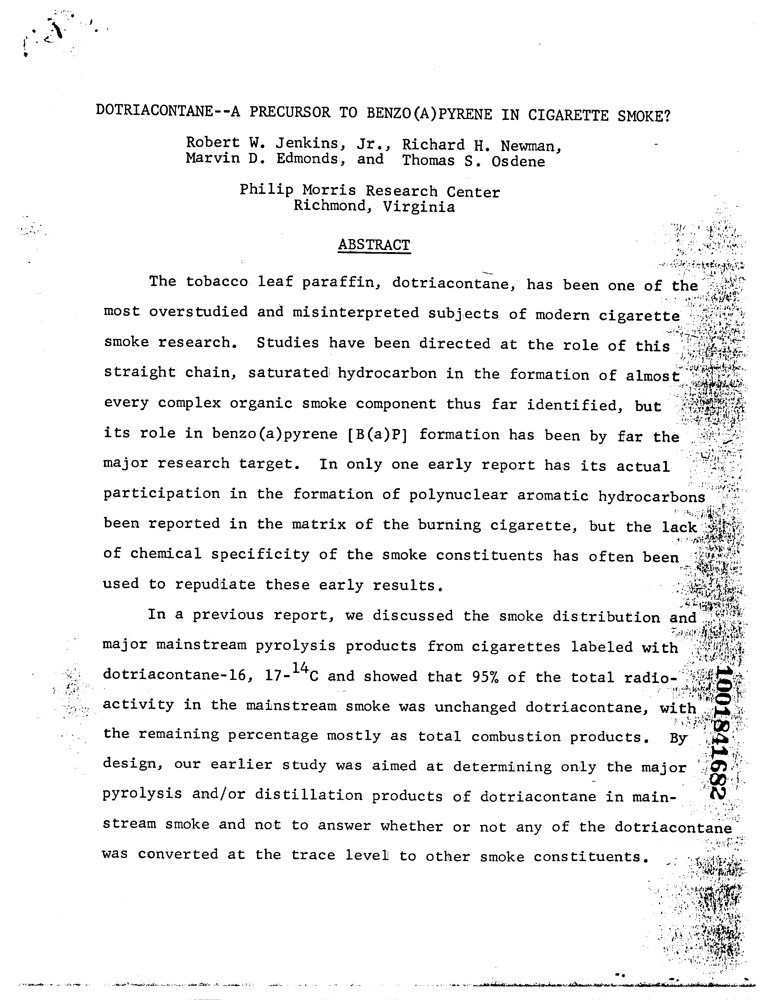 DOTRIACONTANE--A PRECURSOR TO BENZO(A)PYRENE IN CIGARETTE SMOKE?
Robert W. Jenkins, Jr., Richard H. Newman,
Marvin D. Edmonds, and Thomas S. Osdene
Philip Morris Research Center
Richmond, Virginia
ABSTRACT
The tobacco leaf paraffin, dotriacontane, has been one of the
most overstudied and misinterpreted subjects of modern cigarette
smoke research. Studies have been directed at the role of this
straight chain, saturated hydrocarbon in the formation of almost
every complex organic smoke component thus far identified, but
its role in benzo(a)pyrene [B(a)P] formation has been by far the
major research target. In only one early report has its actual
participation in the formation of polynuclear aromatic hydrocarbons
been reported in the matrix of the burning cigarette, but the lack
of chemical specificity of the smoke constituents has often been
used to repudiate these early results.
In a previous report, we discussed the smoke distribution and
major mainstream pyrolysis products from cigarettes labeled with
dotriacontane-16, 17-14C and showed that 95% of the total radio-
activity in the mainstream smoke was unchanged dotriacontane, with
the remaining percentage mostly as total combustion products. By
design, our earlier study was aimed at determining only the major
pyrolysis and/or distillation products of dotriacontane in main-
stream smoke and not to answer whether or not any of the dotriacontane
was converted at the trace level to other smoke constituents.
1001841682